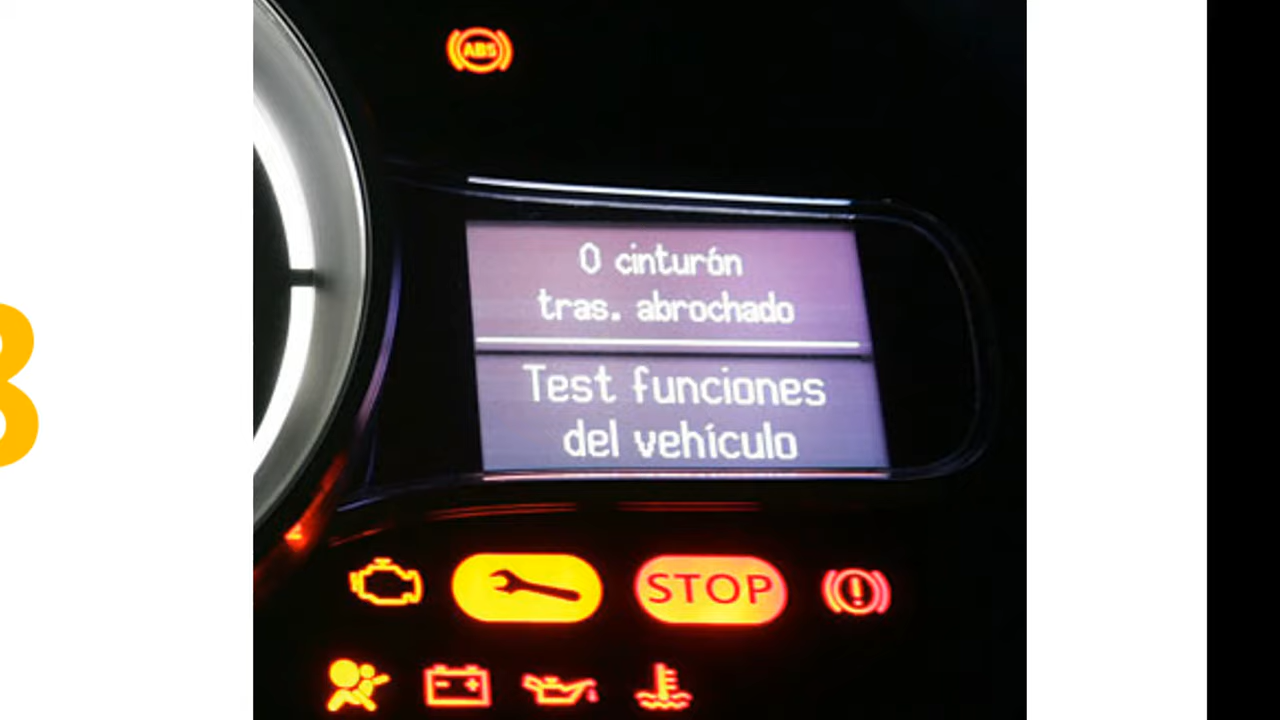 ABS
0 cinturón
tras. abrochado
Test funciones
del vehículo
STOP